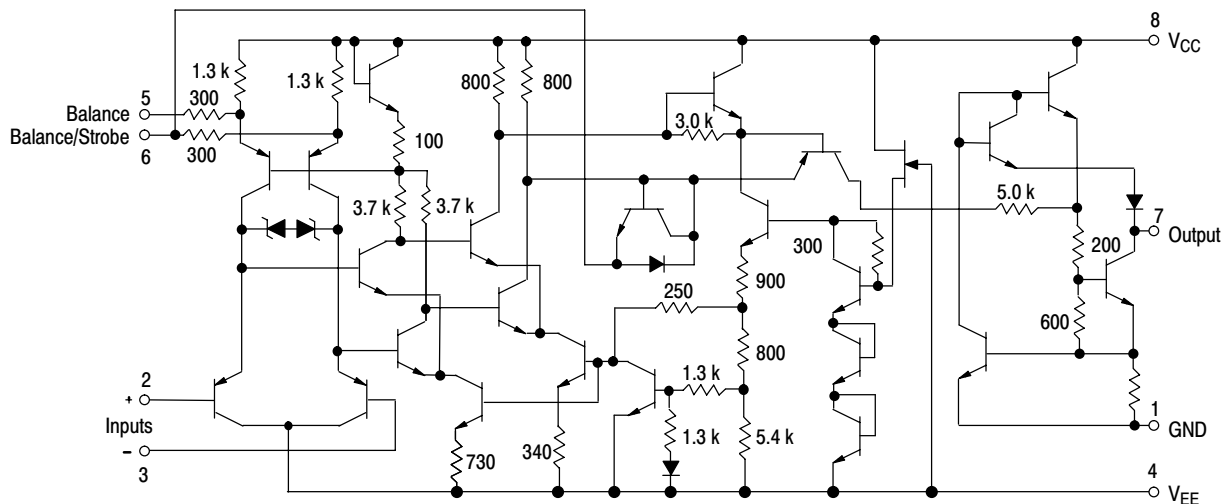 8
V_CC
1.3 k
1.3 k
800
800
5
Balance
300
Balance/Strobe
6
300
100
3.0 k
3.7 k
3.7 k
5.0 k
7
Output
300
200
900
250
600
800
2
+
Inputs
–
3
1.3 k
1.3 k
5.4 k
340
730
1
GND
4
V_EE